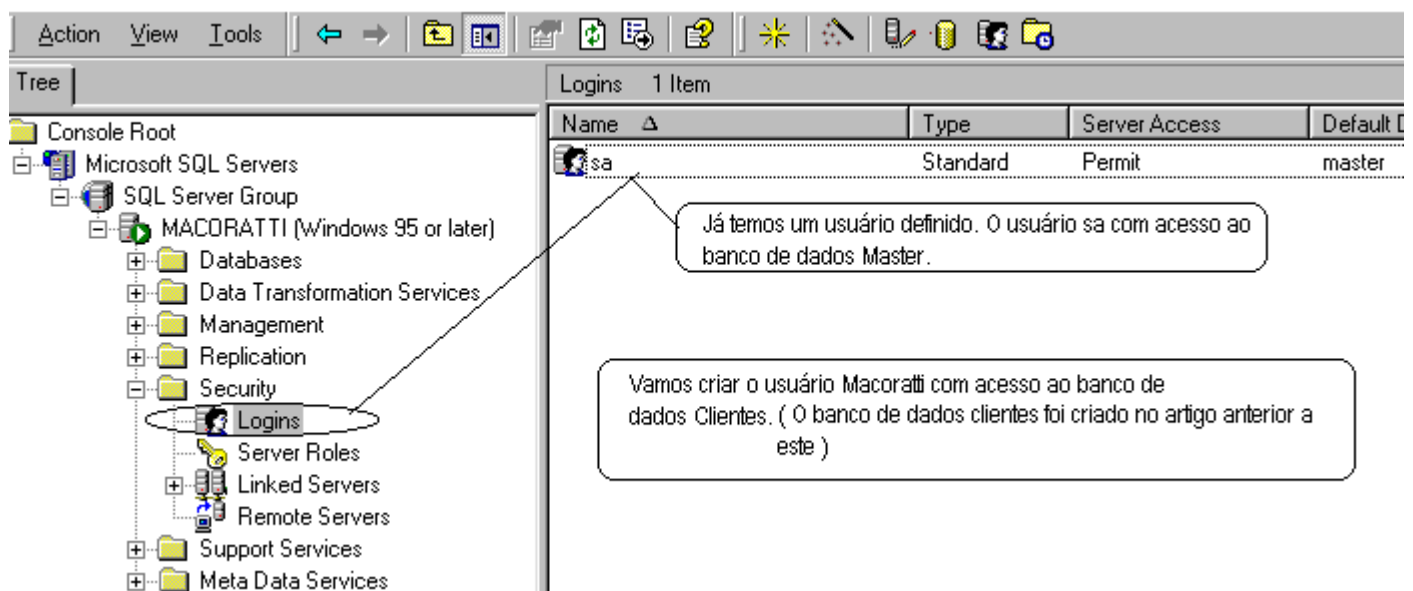 Action View Tools
Tree
Logins 1 Item
Name Type Server Access Default D
Console Root
Microsoft SQL Servers
SQL Server Group
MACORATTI (Windows 95 or later)
Databases
Data Transformation Services
Management
Replication
Security
Logins
Server Roles
Linked Servers
Remote Servers
Support Services
Meta Data Services
sa Standard Permit master
Já temos um usuário definido. O usuário sa com acesso ao
banco de dados Master.
Vamos criar o usuário Macoratti com acesso ao banco de
dados Clientes. ( O banco de dados clientes foi criado no artigo anterior a
este )